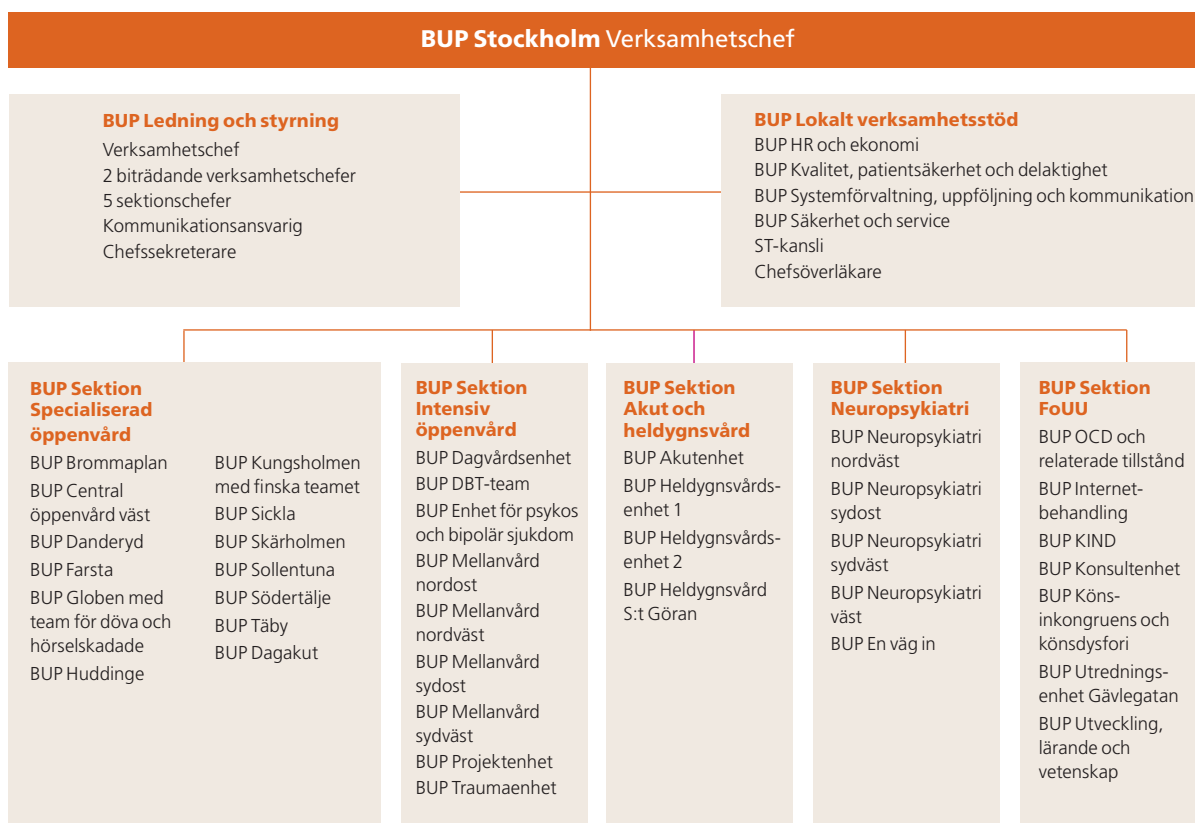 BUP Stockholm Verksamhetschef
BUP Ledning och styrning
Verksamhetschef
2 biträdande verksamhetschefer
5 sektionschefer
Kommunikationsansvarig
Chefssekreterare
BUP Lokalt verksamhetsstöd
BUP HR och ekonomi
BUP Kvalitet, patientsäkerhet och delaktighet
BUP Systemförvaltning, uppföljning och kommunikation
BUP Säkerhet och service
ST-kansli
Chefsöverläkare
BUP Sektion
Specialiserad
öppenvård
BUP Brommaplan
BUP Central
öppenvård väst
BUP Danderyd
BUP Farsta
BUP Globen med
team för döva och
hörselskadade
BUP Huddinge
BUP Kungsholmen
med finska teamet
BUP Sickla
BUP Skärholmen
BUP Sollentuna
BUP Södertälje
BUP Täby
BUP Dagakut
BUP Sektion
Intensiv
öppenvård
BUP Dagvårdsenhet
BUP DBT-team
BUP Enhet för psykos
och bipolär sjukdom
BUP Mellanvård
nordost
BUP Mellanvård
nordväst
BUP Mellanvård
sydost
BUP Mellanvård
sydväst
BUP Projektenhet
BUP Traumaenhet
BUP Sektion
Akut och
heldygnsvård
BUP Akutenhet
BUP Heldygnsvårds-
enhet 1
BUP Heldygnsvårds-
enhet 2
BUP Heldygnsvård
S:t Göran
BUP Sektion
Neuropsykiatri
BUP Neuropsykiatri
nordväst
BUP Neuropsykiatri
sydost
BUP Neuropsykiatri
sydväst
BUP Neuropsykiatri
väst
BUP En väg in
BUP Sektion
FoUU
BUP OCD och
relaterade tillstånd
BUP Internet-
behandling
BUP KIND
BUP Konsultenhet
BUP Köns-
inkongruens och
könsdysfori
BUP Utrednings-
enhet Gävlegatan
BUP Utveckling,
lärande och
vetenskap